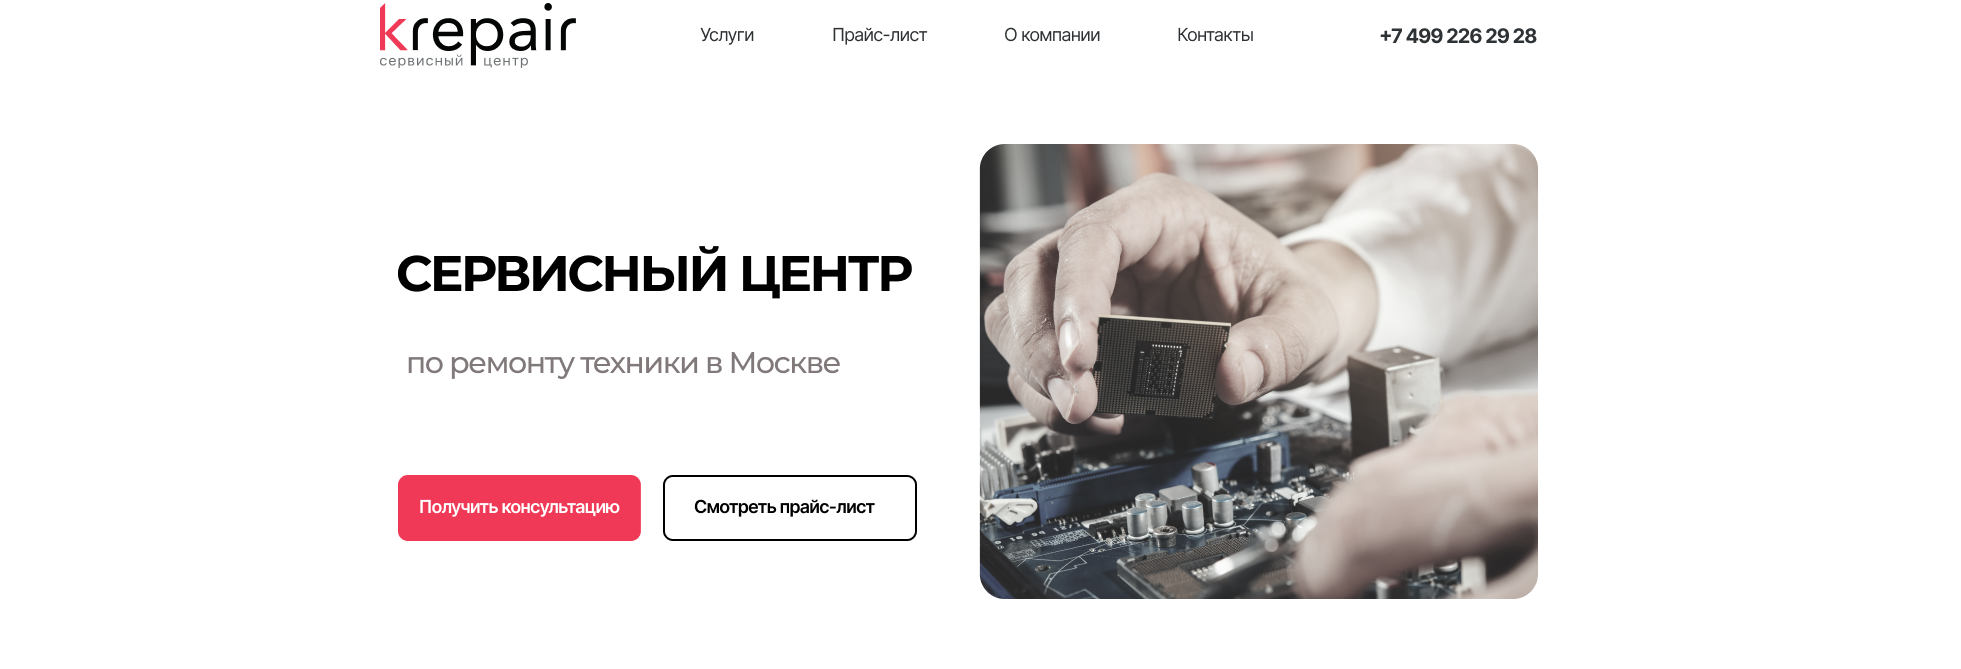 krepair
сервисный центр
Услуги
Прайс-лист
О компании
Контакты
+7 499 226 29 28
СЕРВИСНЫЙ ЦЕНТР
по ремонту техники в Москве
Получить консультацию
Смотреть прайс-лист